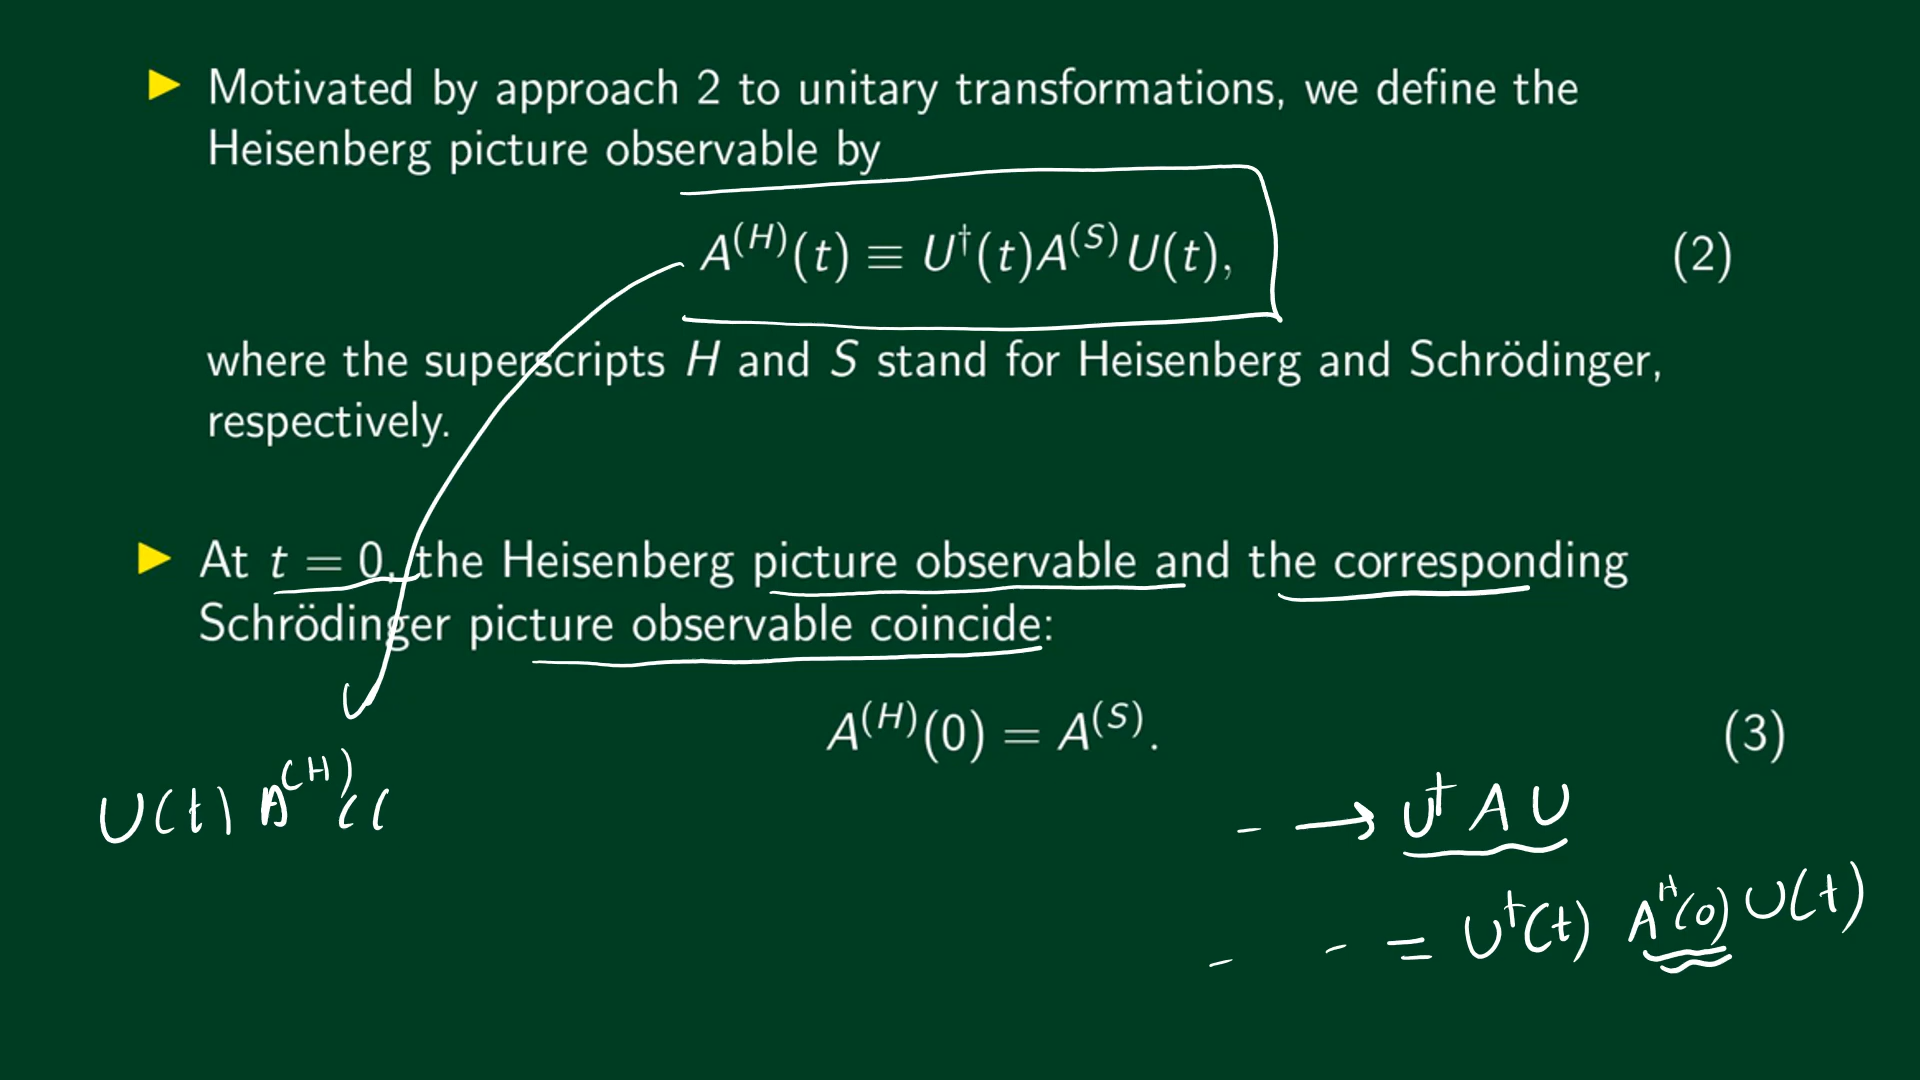 ► Motivated by approach 2 to unitary transformations, we define the
Heisenberg picture observable by
A^(H)(t) ≡ U†(t)A^(S)U(t), (2)
where the superscripts H and S stand for Heisenberg and Schrödinger,
respectively.
► At t = 0, the Heisenberg picture observable and the corresponding
Schrödinger picture observable coincide:
A^(H)(0) = A^(S). (3)
U(t) A^(H)((
- → U† A U
- - = U†(t) A^H(0) U(t)